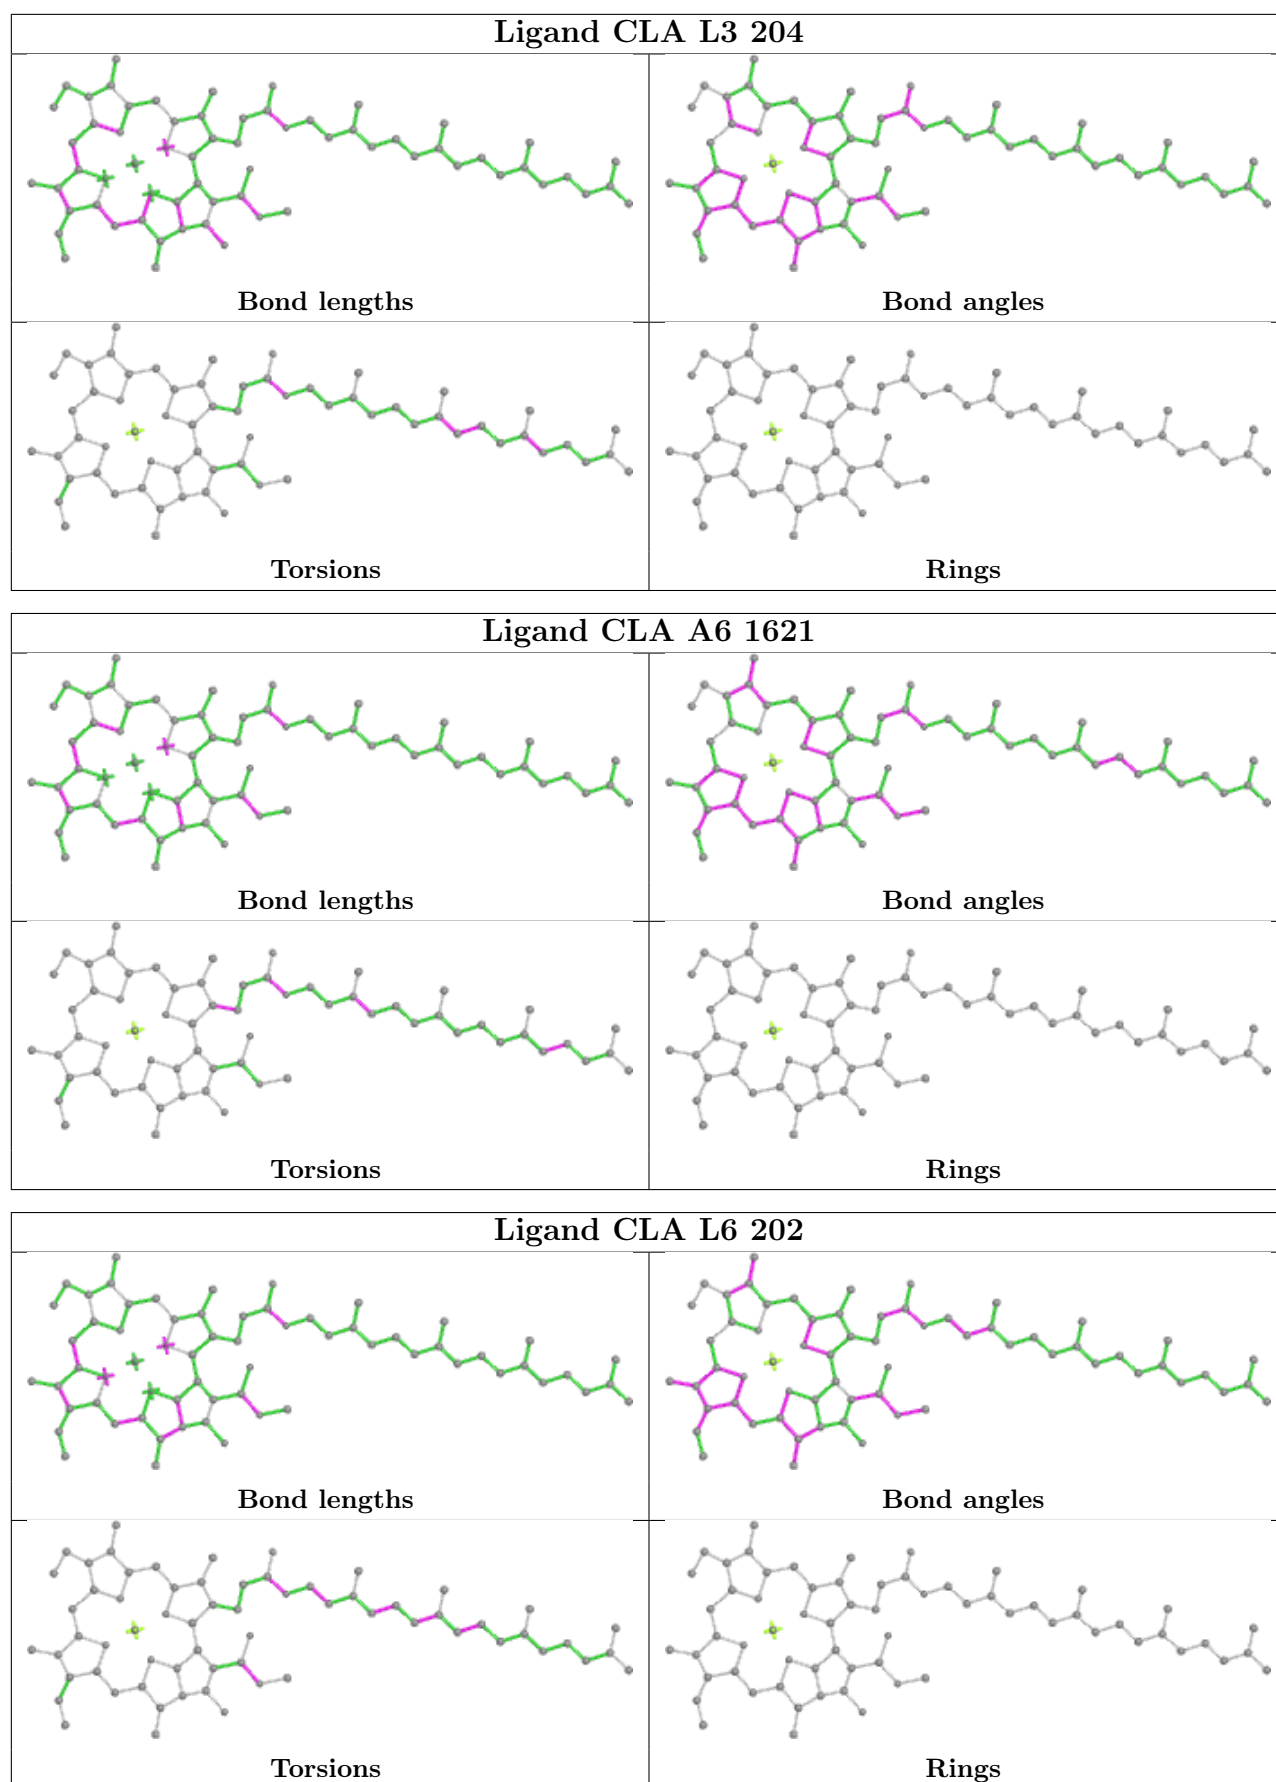 Ligand CLA L3 204
Bond lengths
Bond angles
Torsions
Rings
Ligand CLA A6 1621
Bond lengths
Bond angles
Torsions
Rings
Ligand CLA L6 202
Bond lengths
Bond angles
Torsions
Rings